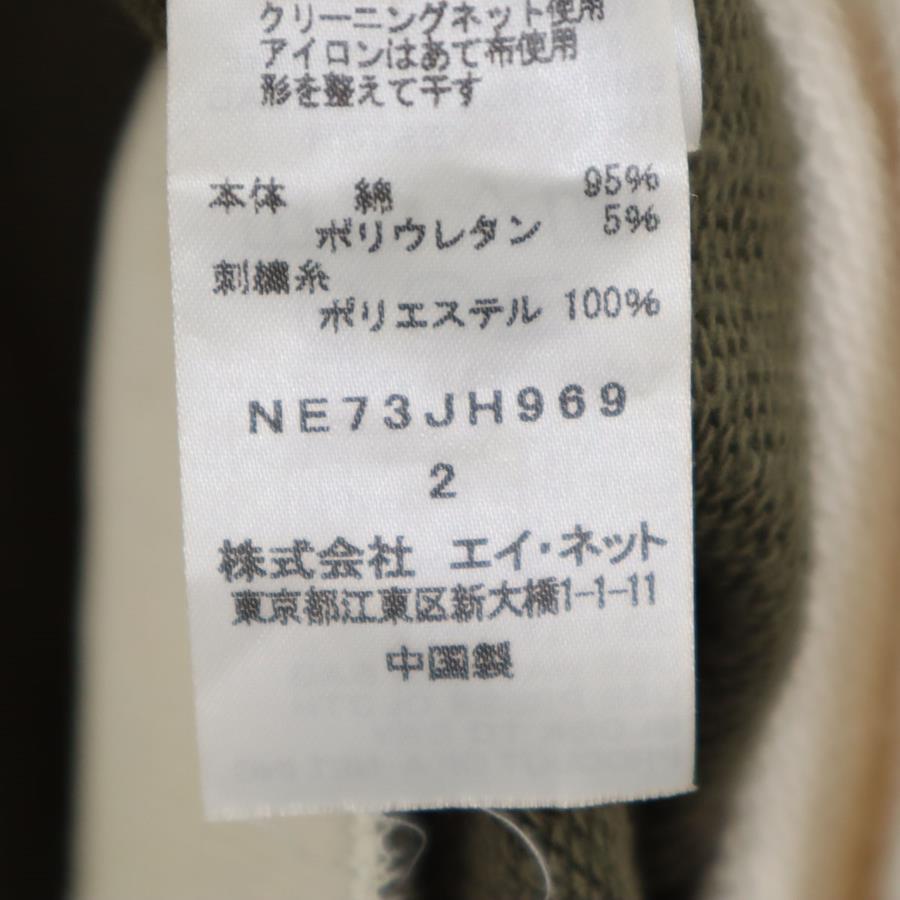 クリーニングネット使用
アイロンはあて布使用
形を整えて干す
本体 綿 95%
ポリウレタン 5%
刺繍糸
ポリエステル 100%
NE73JH969
2
株式会社 エイ・ネット
東京都江東区新大橋1-1-11
中国製